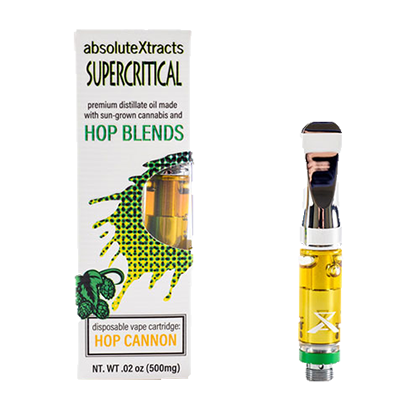 absoluteXtracts
SUPERCRITICAL
premium distillate oil made
with sun-grown cannabis and
HOP BLENDS
disposable vape cartridge:
HOP CANNON
NT. WT .02 oz (500mg)
X